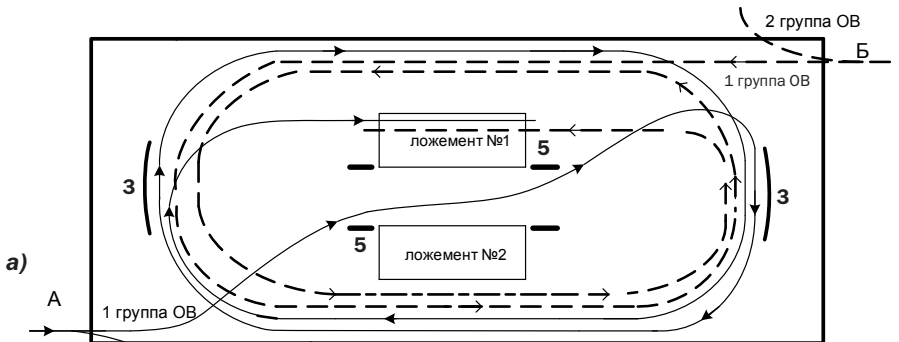 2 группа ОВ
Б
1 группа ОВ
ложемент №1
5
3
3
5
ложемент №2
а)
А
1 группа ОВ